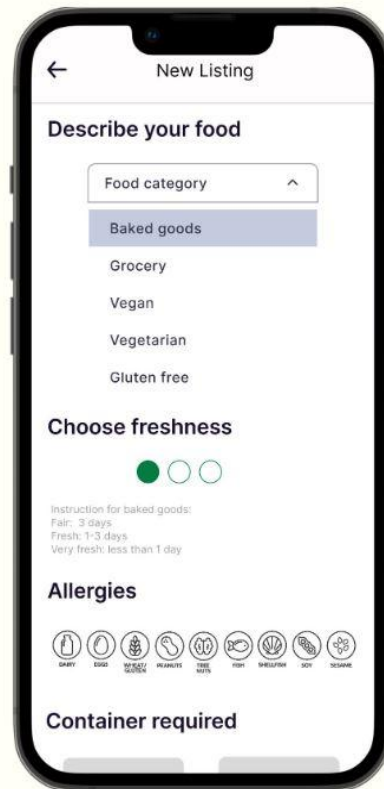 New Listing
Describe your food
Food category
Baked goods
Grocery
Vegan
Vegetarian
Gluten free
Choose freshness
Instruction for baked goods:
Fair: 3 days
Fresh: 1-3 days
Very fresh: less than 1 day
Allergies
DAIRY EGGS WHEAT/ GLUTEN PEANUTS TREE NUTS FISH SHELLFISH SOY SESAME
Container required